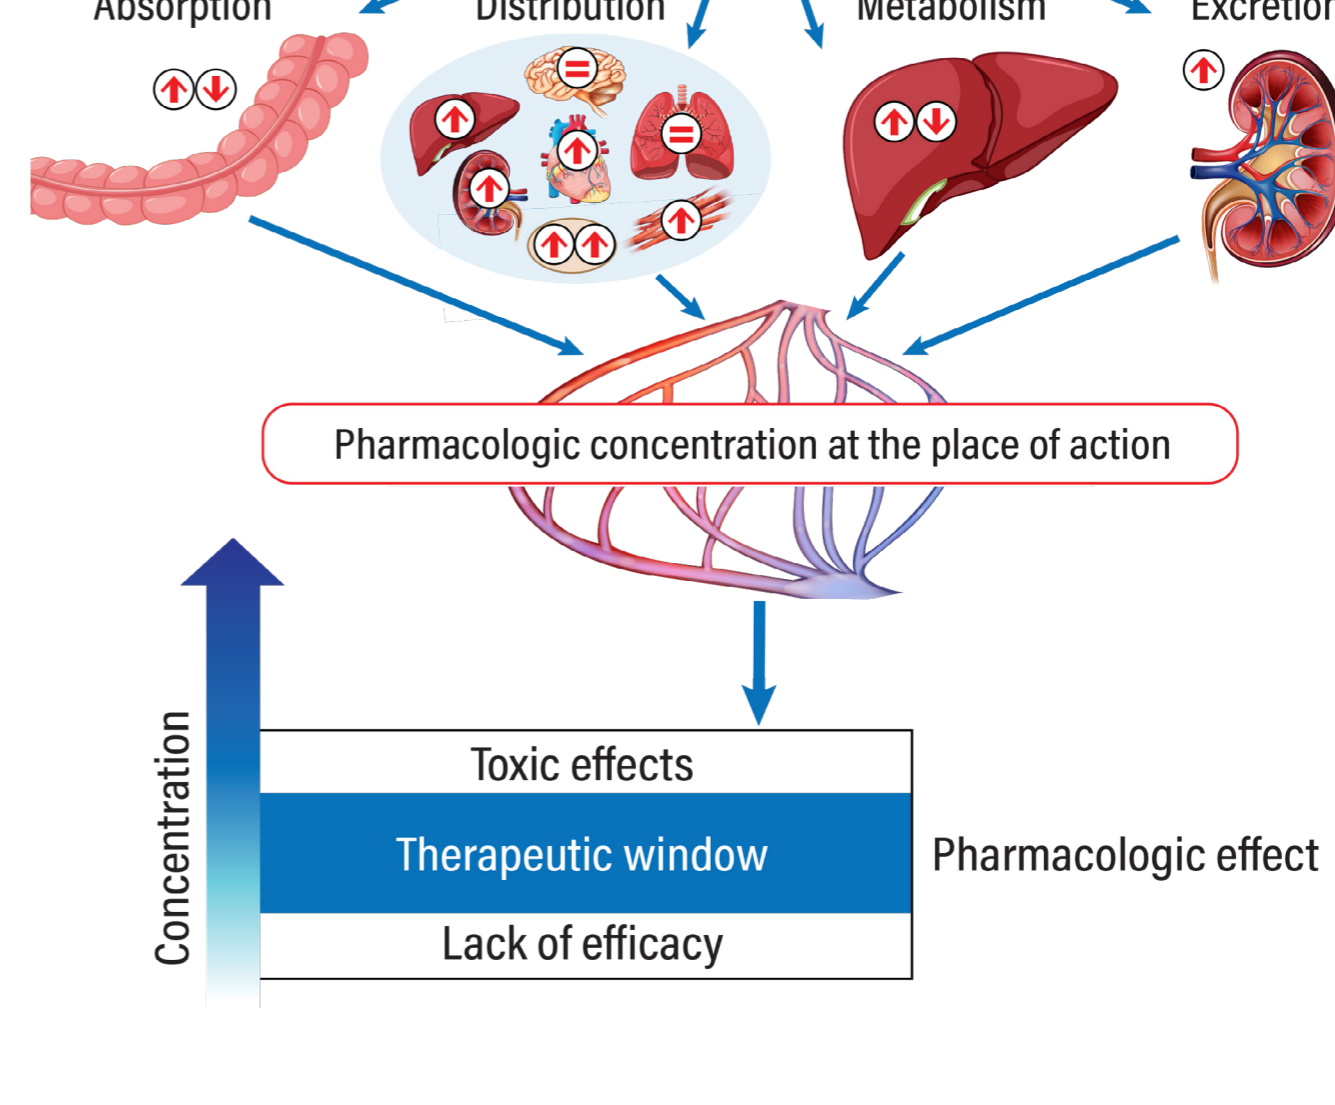 Absorption
Distribution
Metabolism
Excretion
Pharmacologic concentration at the place of action
Concentration
Toxic effects
Therapeutic window
Pharmacologic effect
Lack of efficacy